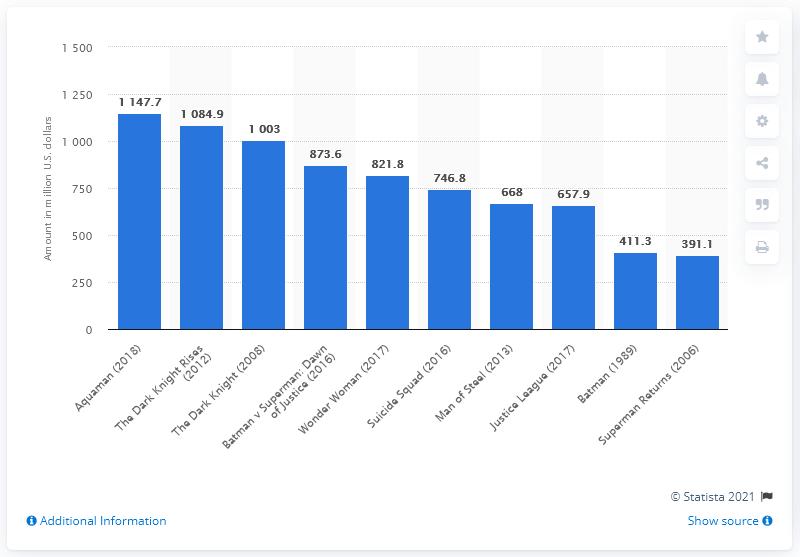 1 500
1 250
1 000
750
500
250
0
Amount in million U.S. dollars
1 147.7
1 084.9
1 003
873.6
821.8
746.8
668
657.9
411.3
391.1
Aquaman (2018)
The Dark Knight Rises
(2012)
The Dark Knight (2008)
Batman v Superman: Dawn
of Justice (2016)
Wonder Woman (2017)
Suicide Squad (2016)
Man of Steel (2013)
Justice League (2017)
Batman (1989)
Superman Returns (2006)
© Statista 2021
Additional Information
Show source